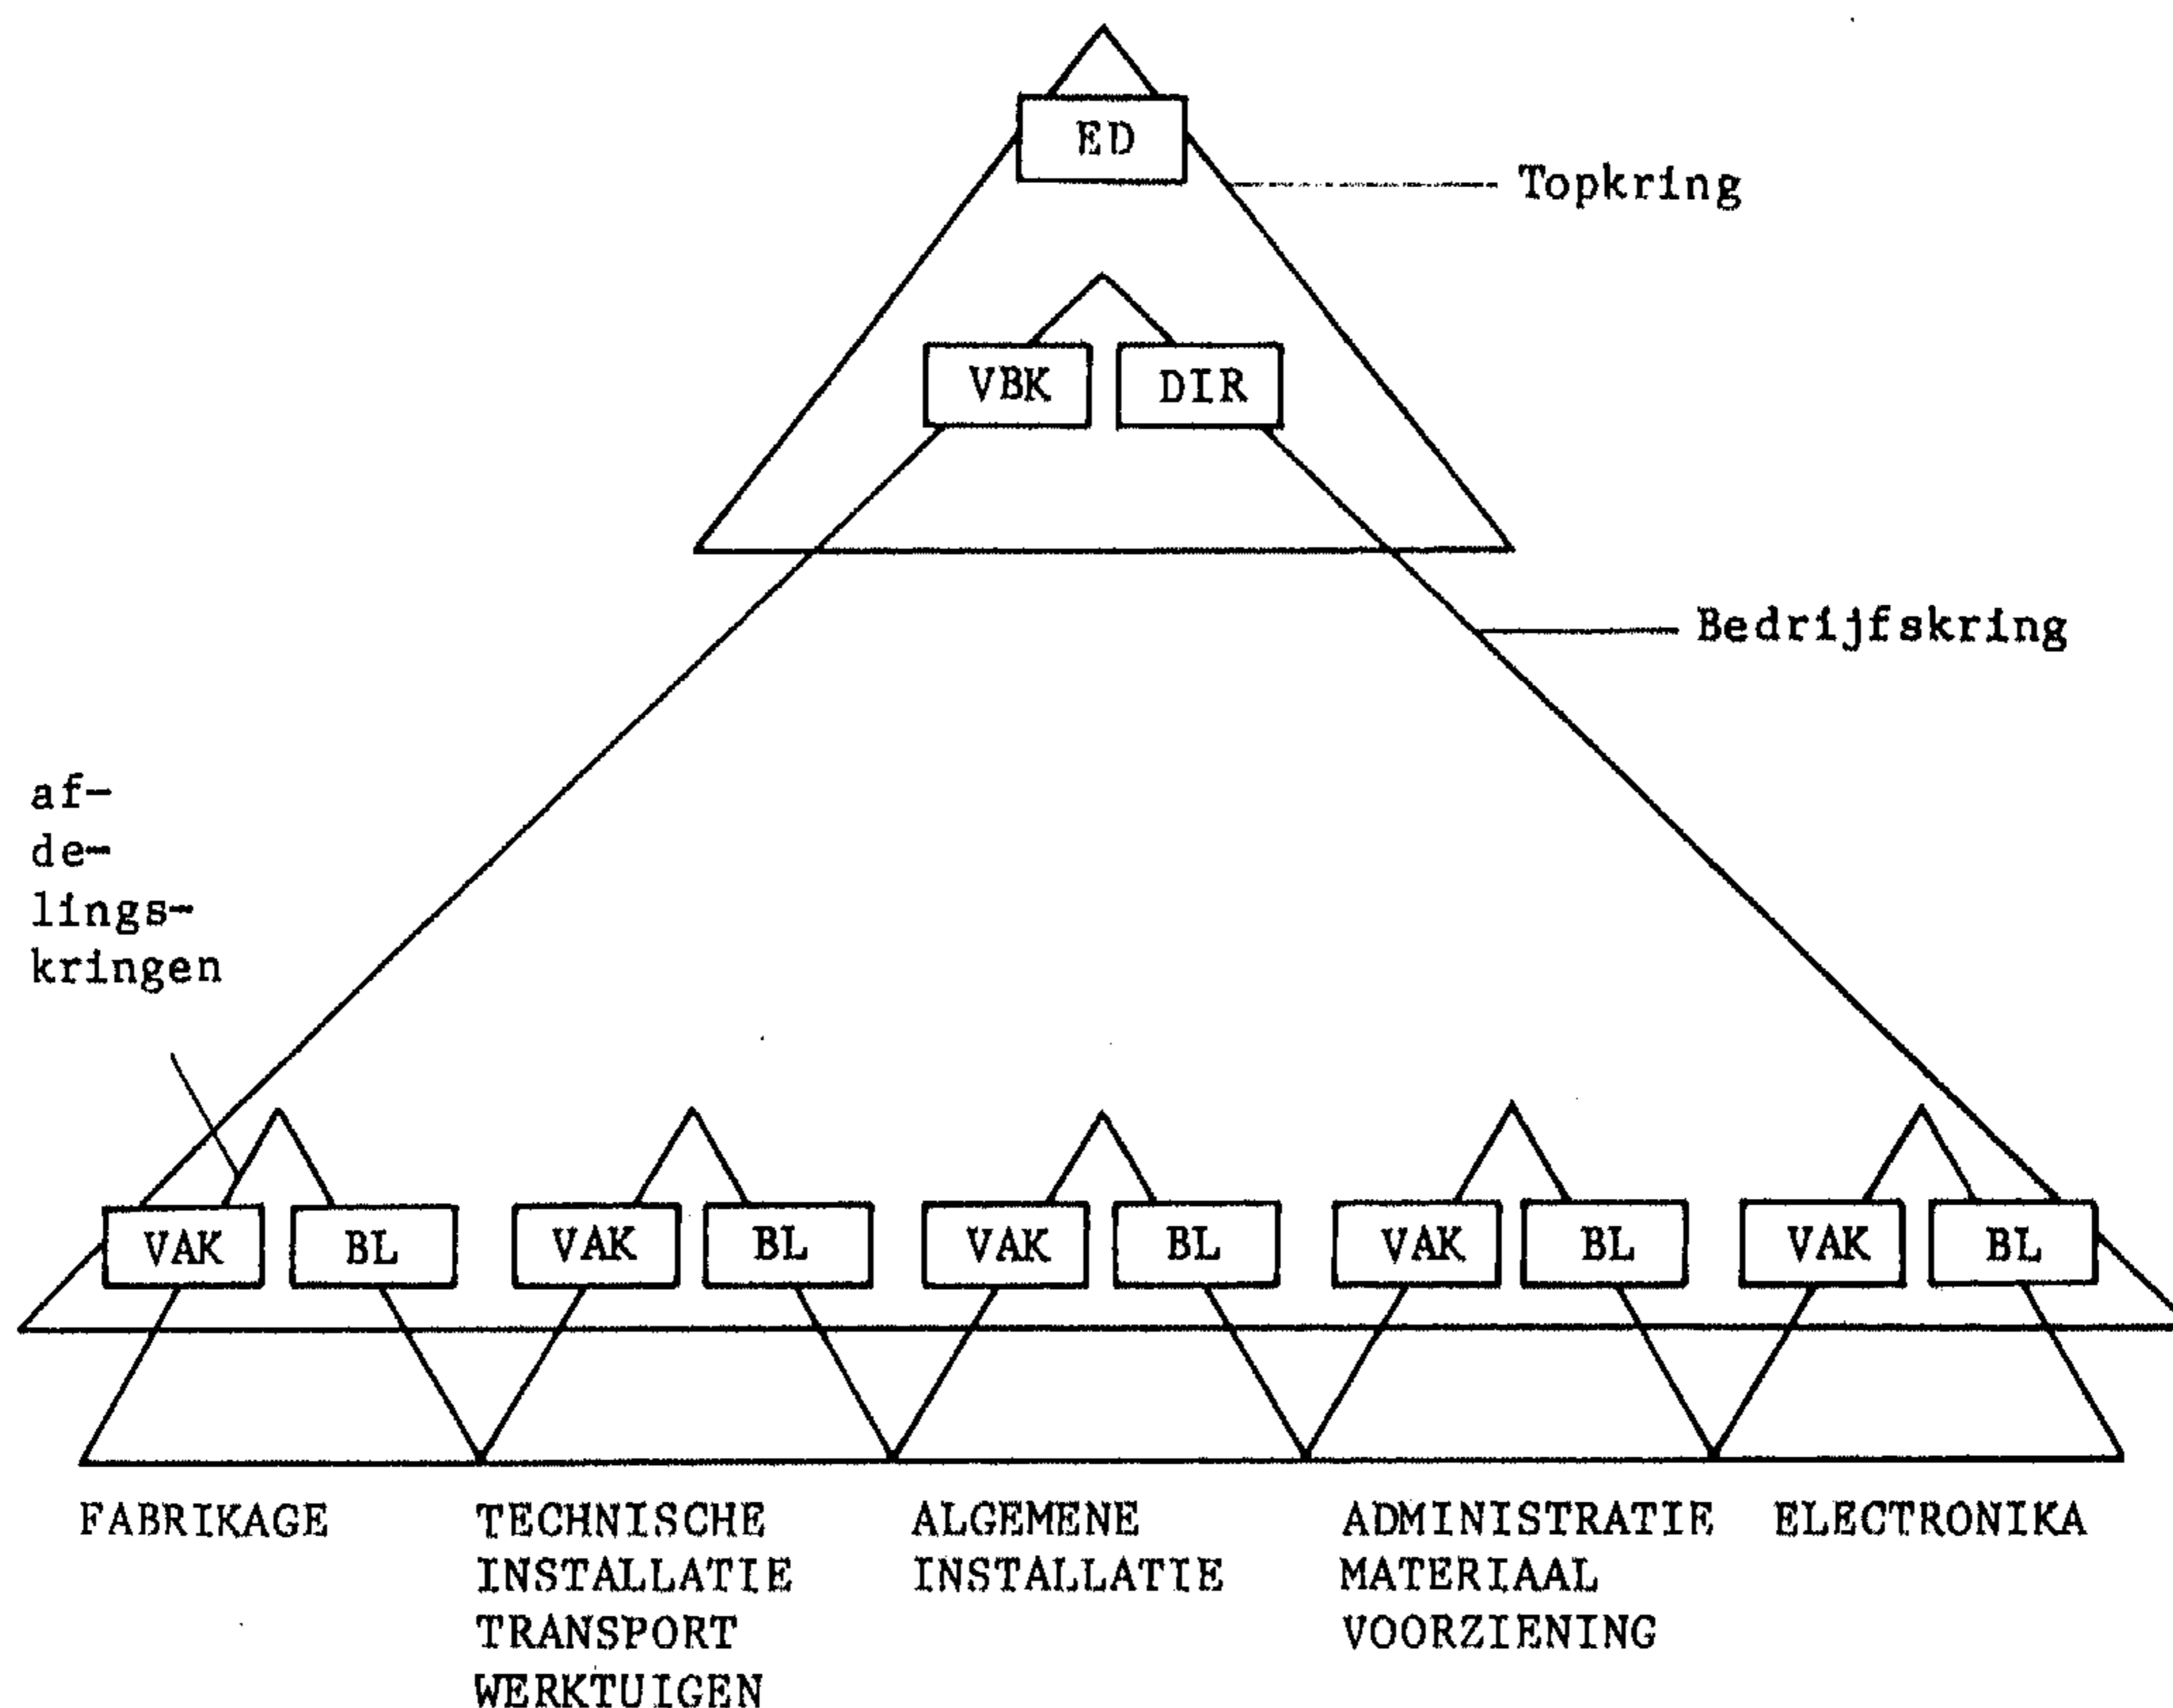 ED
Topkring
VBK DIR
Bedrijfskring
af-
de-
lings-
kringen
VAK BL VAK BL VAK BL VAK BL VAK BL
FABRIKAGE
TECHNISCHE
INSTALLATIE
TRANSPORT
WERKTUIGEN
ALGEMENE
INSTALLATIE
ADMINISTRATIE
MATERIAAL
VOORZIENING
ELECTRONIKA